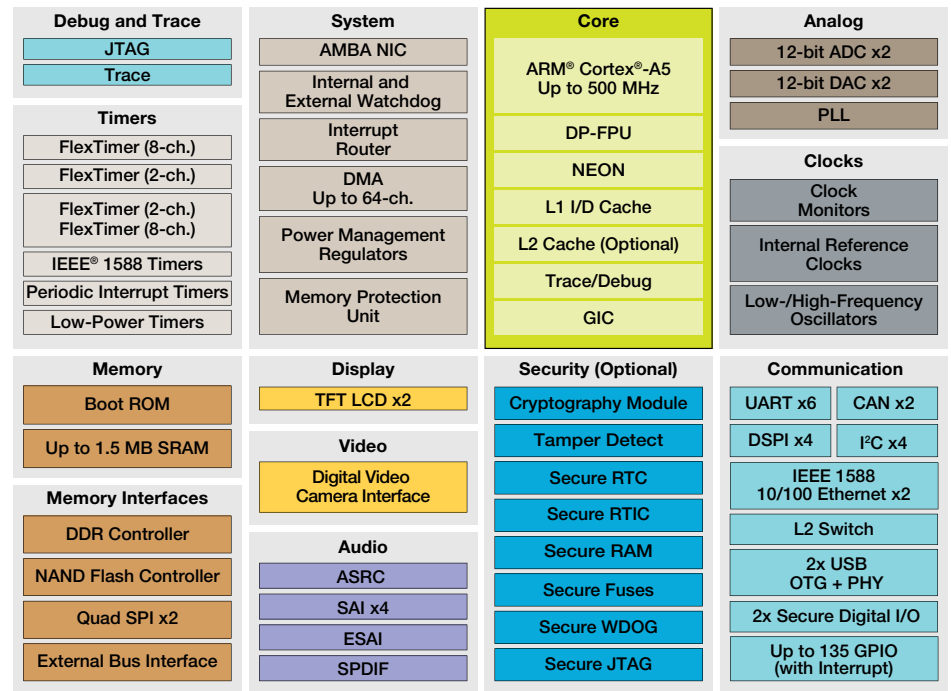 Debug and Trace
JTAG
Trace
Timers
FlexTimer (8-ch.)
FlexTimer (2-ch.)
FlexTimer (2-ch.)
FlexTimer (8-ch.)
IEEE® 1588 Timers
Periodic Interrupt Timers
Low-Power Timers
System
AMBA NIC
Internal and
External Watchdog
Interrupt
Router
DMA
Up to 64-ch.
Power Management
Regulators
Memory Protection
Unit
Core
ARM® Cortex®-A5
Up to 500 MHz
DP-FPU
NEON
L1 I/D Cache
L2 Cache (Optional)
Trace/Debug
GIC
Analog
12-bit ADC x2
12-bit DAC x2
PLL
Clocks
Clock
Monitors
Internal Reference
Clocks
Low-/High-Frequency
Oscillators
Memory
Boot ROM
Up to 1.5 MB SRAM
Memory Interfaces
DDR Controller
NAND Flash Controller
Quad SPI x2
External Bus Interface
Display
TFT LCD x2
Video
Digital Video
Camera Interface
Audio
ASRC
SAI x4
ESAI
SPDIF
Security (Optional)
Cryptography Module
Tamper Detect
Secure RTC
Secure RTIC
Secure RAM
Secure Fuses
Secure WDOG
Secure JTAG
Communication
UART x6
CAN x2
DSPI x4
I²C x4
IEEE 1588
10/100 Ethernet x2
L2 Switch
2x USB
OTG + PHY
2x Secure Digital I/O
Up to 135 GPIO
(with Interrupt)